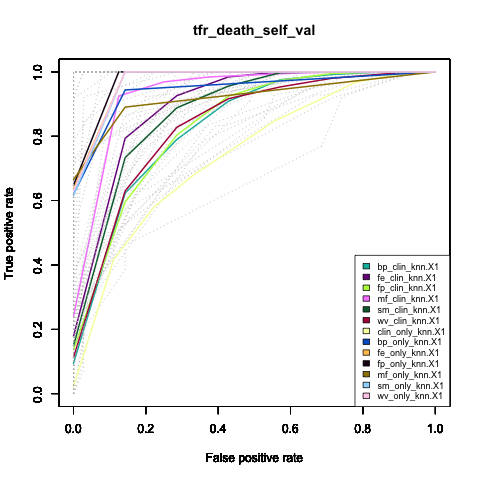 tfr_death_self_val
True positive rate
1.0
0.8
0.6
0.4
0.2
0.0
0.0 0.2 0.4 0.6 0.8 1.0
False positive rate
bp_clin_knn.X1
fe_clin_knn.X1
fp_clin_knn.X1
mf_clin_knn.X1
sm_clin_knn.X1
wv_clin_knn.X1
clin_only_knn.X1
bp_only_knn.X1
fe_only_knn.X1
fp_only_knn.X1
mf_only_knn.X1
sm_only_knn.X1
wv_only_knn.X1